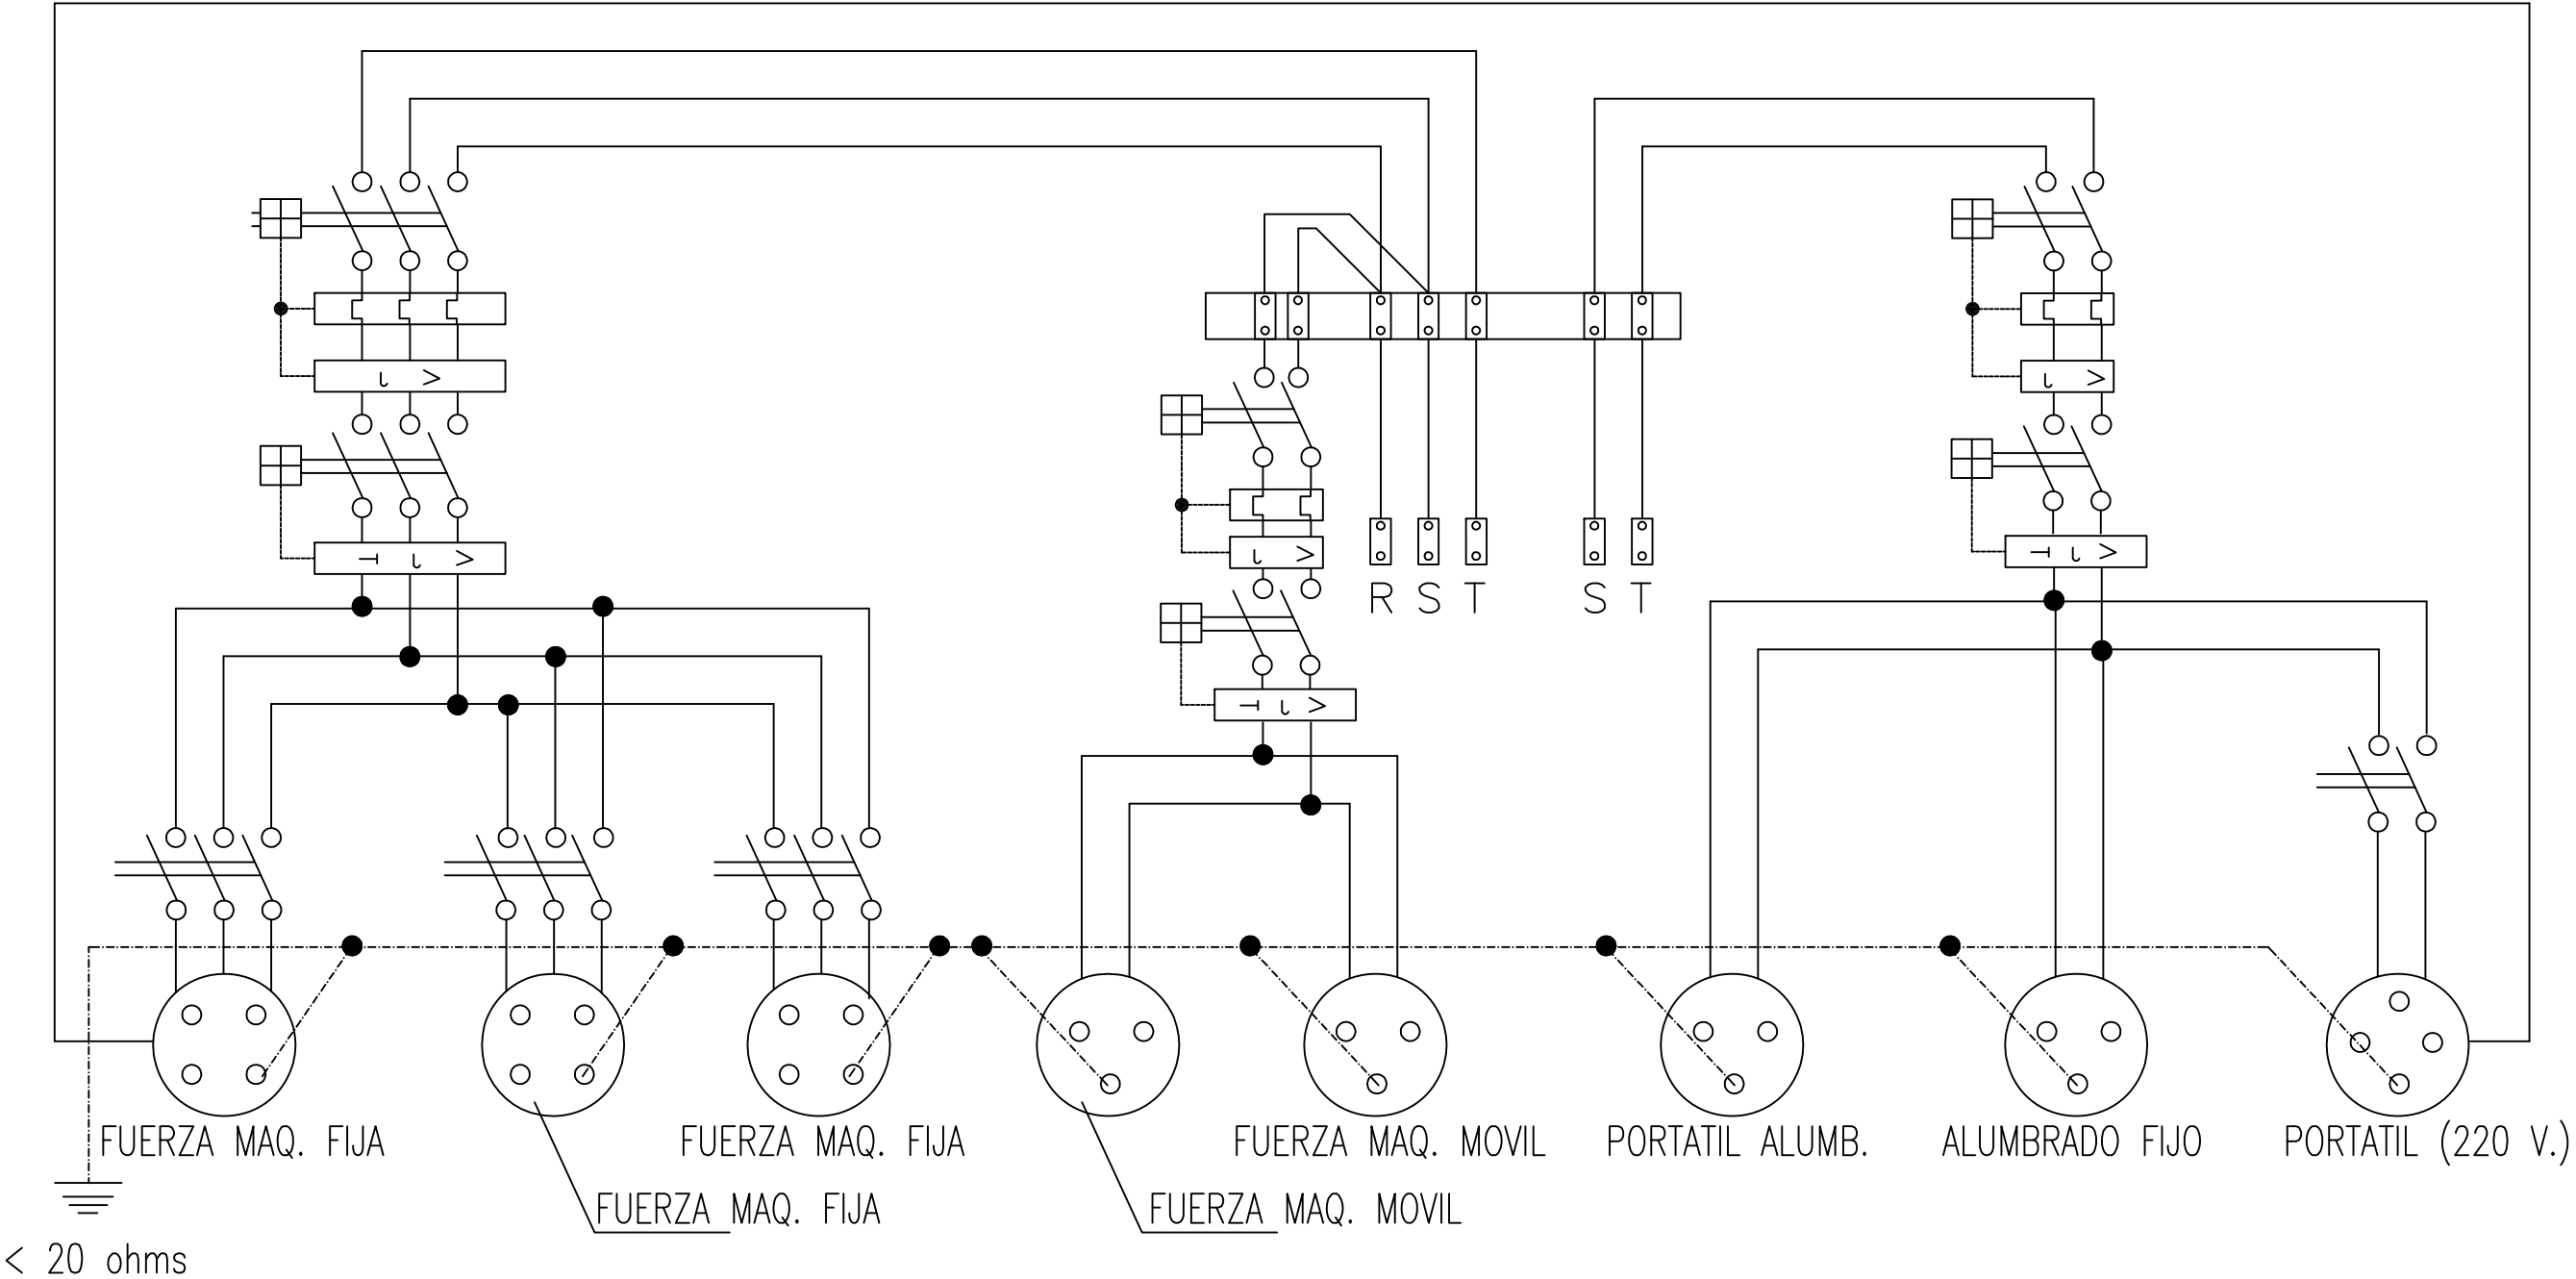 R S T S T
FUERZA MAQ. FIJA
FUERZA MAQ. FIJA
FUERZA MAQ. MOVIL
PORTATIL ALUMB.
ALUMBRADO FIJO
PORTATIL (220 V.)
FUERZA MAQ. FIJA
FUERZA MAQ. MOVIL
< 20 ohms